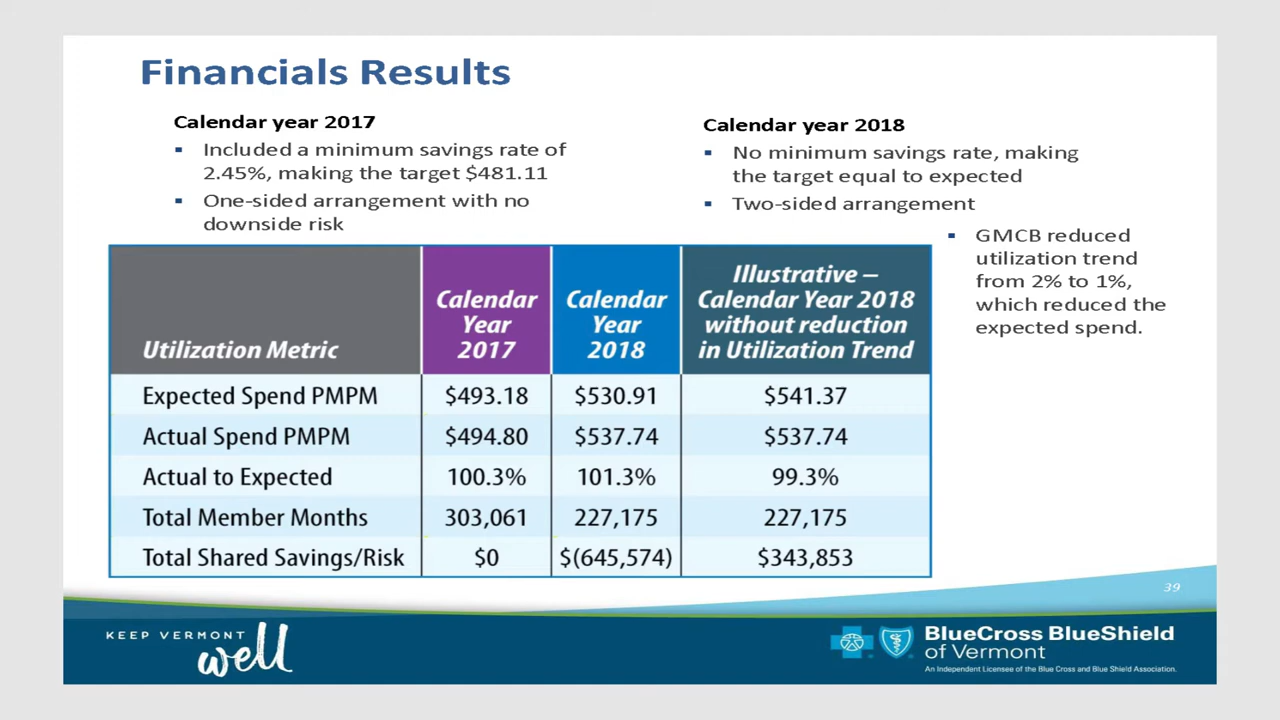 Financials Results
Calendar year 2017
▪ Included a minimum savings rate of
2.45%, making the target $481.11
▪ One-sided arrangement with no
downside risk
Calendar year 2018
▪ No minimum savings rate, making
the target equal to expected
▪ Two-sided arrangement
▪ GMCB reduced
utilization trend
from 2% to 1%,
which reduced the
expected spend.
Utilization Metric
Calendar
Year
2017
Calendar
Year
2018
Illustrative –
Calendar Year 2018
without reduction
in Utilization Trend
Expected Spend PMPM $493.18 $530.91 $541.37
Actual Spend PMPM $494.80 $537.74 $537.74
Actual to Expected 100.3% 101.3% 99.3%
Total Member Months 303,061 227,175 227,175
Total Shared Savings/Risk $0 $(645,574) $343,853
39
KEEP VERMONT
well
BlueCross BlueShield
of Vermont
An Independent Licensee of the Blue Cross and Blue Shield Association.